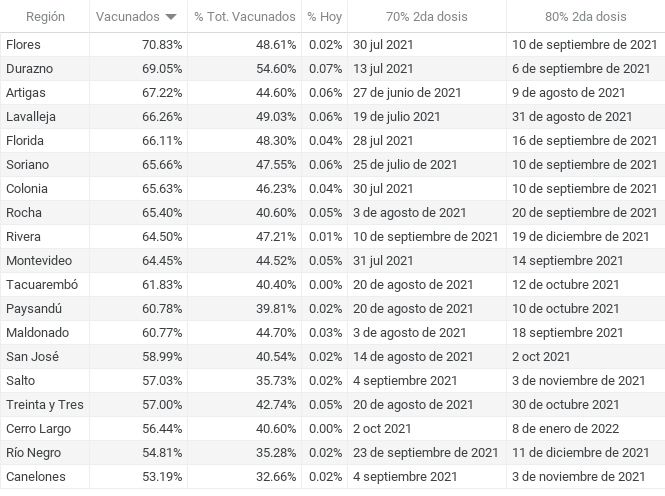 Región Vacunados % Tot. Vacunados % Hoy 70% 2da dosis 80% 2da dosis
Flores 70.83% 48.61% 0.02% 30 jul 2021 10 de septiembre de 2021
Durazno 69.05% 54.60% 0.07% 13 jul 2021 6 de septiembre de 2021
Artigas 67.22% 44.60% 0.06% 27 de junio de 2021 9 de agosto de 2021
Lavalleja 66.26% 49.03% 0.06% 19 de julio 2021 31 de agosto de 2021
Florida 66.11% 48.30% 0.04% 28 jul 2021 16 de septiembre de 2021
Soriano 65.66% 47.55% 0.06% 25 de julio de 2021 10 de septiembre de 2021
Colonia 65.63% 46.23% 0.04% 30 jul 2021 10 de septiembre de 2021
Rocha 65.40% 40.60% 0.05% 3 de agosto de 2021 20 de septiembre de 2021
Rivera 64.50% 47.21% 0.01% 10 de septiembre de 2021 19 de diciembre de 2021
Montevideo 64.45% 44.52% 0.05% 31 jul 2021 14 septiembre 2021
Tacuarembó 61.83% 40.40% 0.00% 20 de agosto de 2021 12 de octubre 2021
Paysandú 60.78% 39.81% 0.02% 20 de agosto de 2021 10 de octubre 2021
Maldonado 60.77% 44.70% 0.03% 3 de agosto de 2021 18 septiembre 2021
San José 58.99% 40.54% 0.02% 14 de agosto de 2021 2 oct 2021
Salto 57.03% 35.73% 0.02% 4 septiembre 2021 3 de noviembre de 2021
Treinta y Tres 57.00% 42.74% 0.05% 20 de agosto de 2021 30 de octubre 2021
Cerro Largo 56.44% 40.60% 0.00% 2 oct 2021 8 de enero de 2022
Río Negro 54.81% 35.28% 0.02% 23 de septiembre de 2021 11 de diciembre de 2021
Canelones 53.19% 32.66% 0.02% 4 septiembre 2021 3 de noviembre de 2021